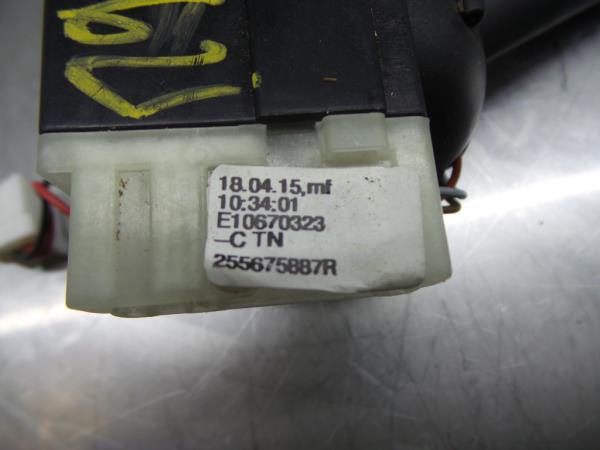 18.04.15,mf
10:34:01
E10670323
–C TN
255675887R